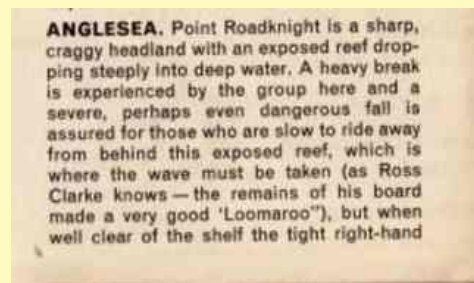 ANGLESEA. Point Roadknight is a sharp,
craggy headland with an exposed reef drop-
ping steeply into deep water. A heavy break
is experienced by the group here and a
severe, perhaps even dangerous fall is
assured for those who are slow to ride away
from behind this exposed reef, which is
where the wave must be taken (as Ross
Clarke knows — the remains of his board
made a very good 'Loomaroo"), but when
well clear of the shelf the tight right-hand